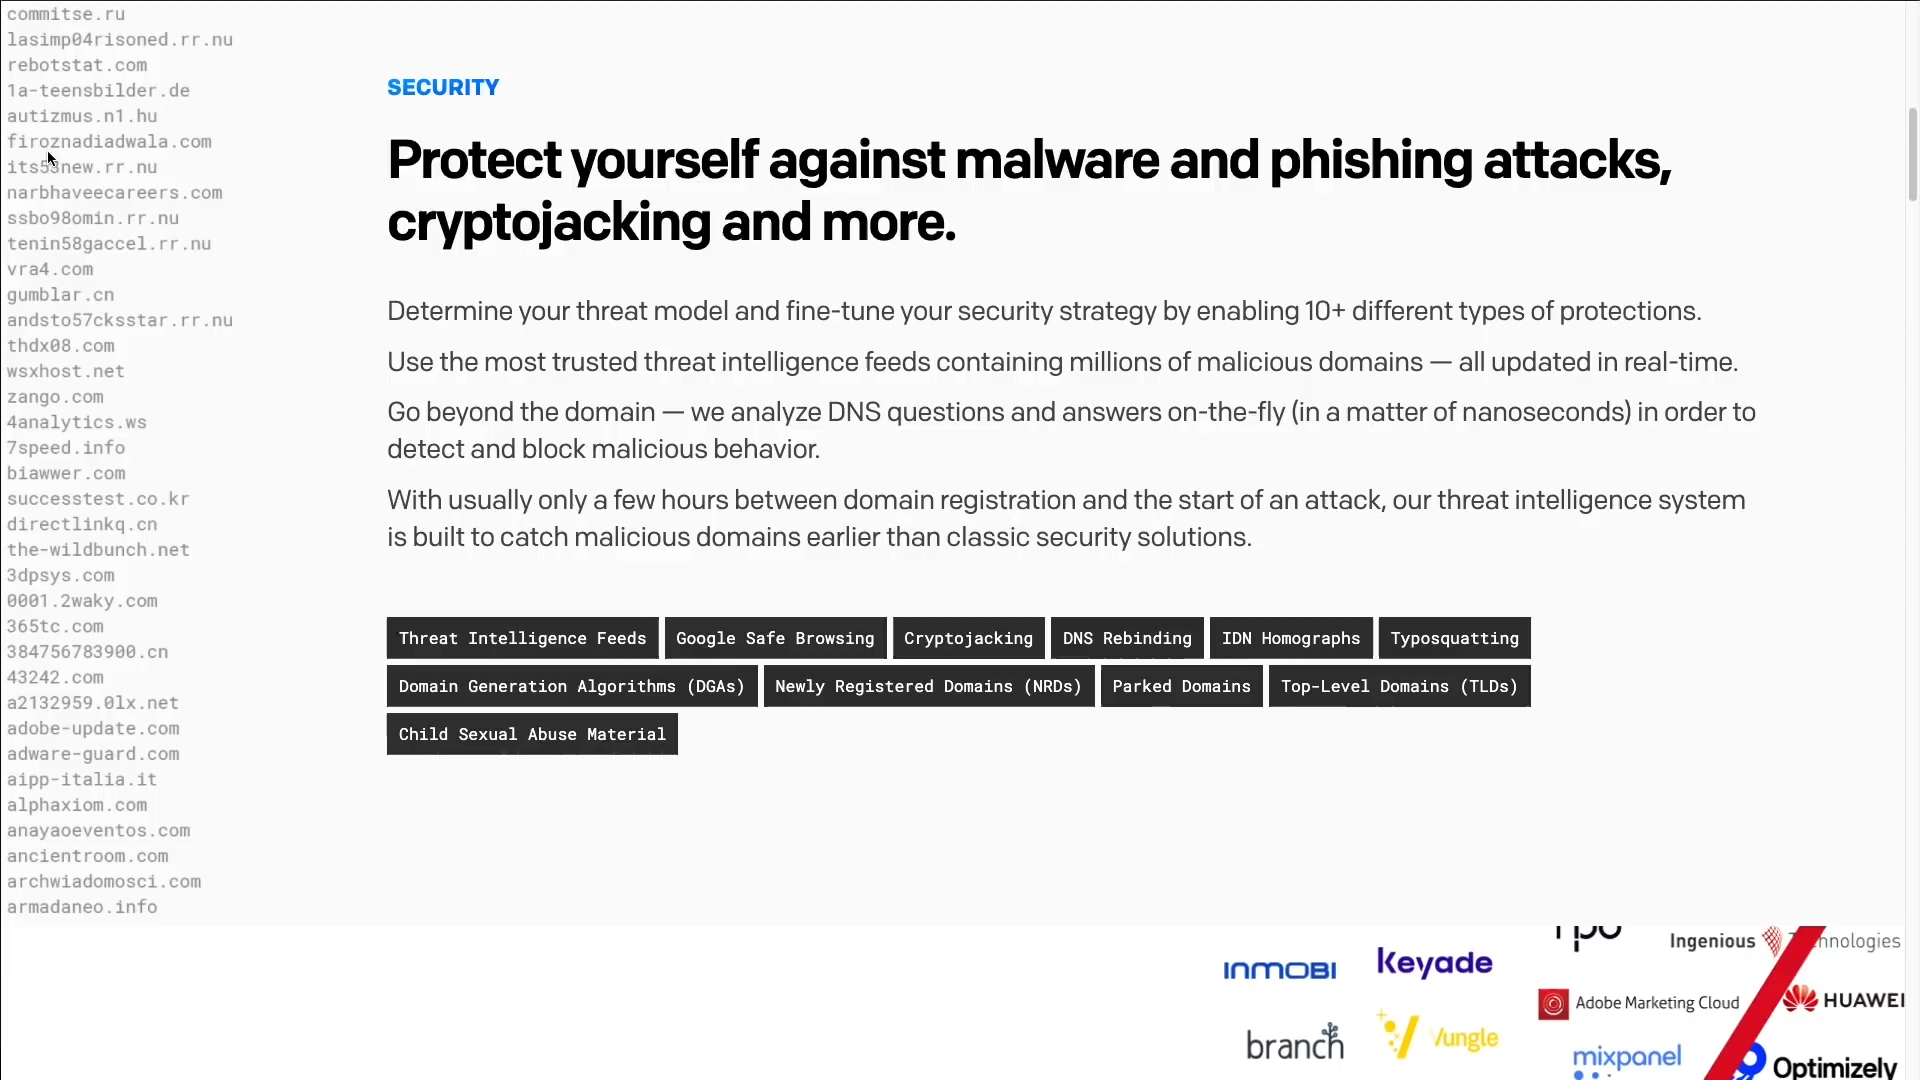 commitse.ru
lasimp04risoned.rr.nu
rebotstat.com
1a-teensbilder.de
autizmus.n1.hu
firoznadiadwala.com
its53new.rr.nu
narbhaveecareers.com
ssbo98omin.rr.nu
tenin58gaccel.rr.nu
vra4.com
gumblar.cn
andsto57cksstar.rr.nu
thdx08.com
wsxhost.net
zango.com
4analytics.ws
7speed.info
biawwer.com
successtest.co.kr
directlinkq.cn
the-wildbunch.net
3dpsys.com
0001.2waky.com
365tc.com
384756783900.cn
43242.com
a2132959.0lx.net
adobe-update.com
adware-guard.com
aipp-italia.it
alphaxiom.com
anayaoeventos.com
ancientroom.com
archwiadomosci.com
armadaneo.info
SECURITY
Protect yourself against malware and phishing attacks,
cryptojacking and more.
Determine your threat model and fine-tune your security strategy by enabling 10+ different types of protections.
Use the most trusted threat intelligence feeds containing millions of malicious domains — all updated in real-time.
Go beyond the domain — we analyze DNS questions and answers on-the-fly (in a matter of nanoseconds) in order to
detect and block malicious behavior.
With usually only a few hours between domain registration and the start of an attack, our threat intelligence system
is built to catch malicious domains earlier than classic security solutions.
Threat Intelligence Feeds Google Safe Browsing Cryptojacking DNS Rebinding IDN Homographs Typosquatting
Domain Generation Algorithms (DGAs) Newly Registered Domains (NRDs) Parked Domains Top-Level Domains (TLDs)
Child Sexual Abuse Material
Ingenious
INMOBI keyade
Adobe Marketing Cloud HUAWEI
branch Vungle
mixpanel Optimizely